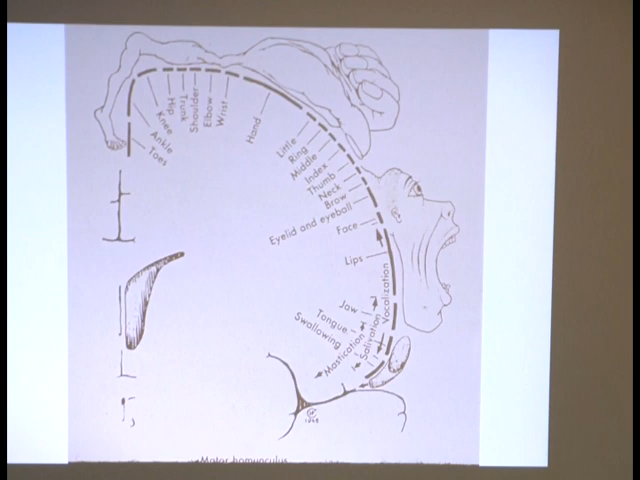 Toes
Ankle
Knee
Hip
Trunk
Shoulder
Elbow
Wrist
Hand
Little
Ring
Middle
Index
Thumb
Neck
Brow
Eyelid and eyeball
Face
Lips
Vocalization
Jaw
Tongue
Swallowing
Salivation
Mastication
Motor homunculus